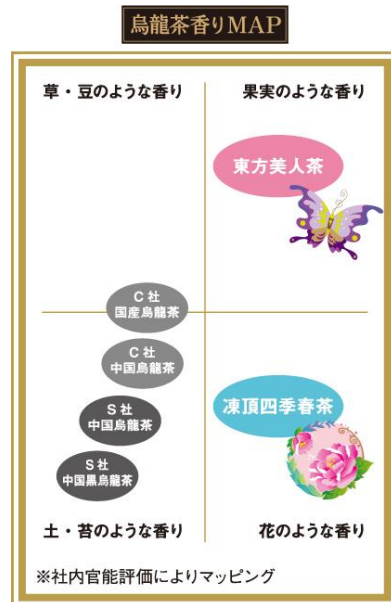 烏龍茶香りMAP
草・豆のような香り
果実のような香り
東方美人茶
C社
国産烏龍茶
C社
中国烏龍茶
凍頂四季春茶
S社
中国烏龍茶
S社
中国黒烏龍茶
土・苔のような香り
花のような香り
※社内官能評価によりマッピング